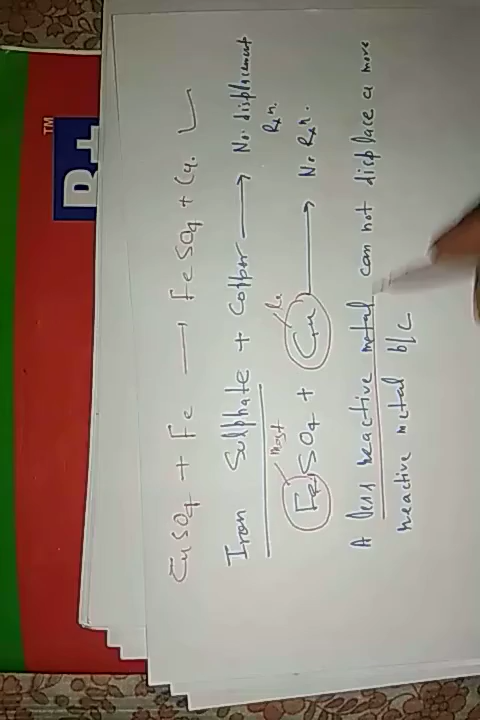 CuSO4 + Fe → FeSO4 + Cu. ✓
Iron Sulphate + Copper → No displacement Rxn.
FeSO4 + Cu → No Rxn.
A less reactive metal can not displace a more
reactive metal b/c
TM